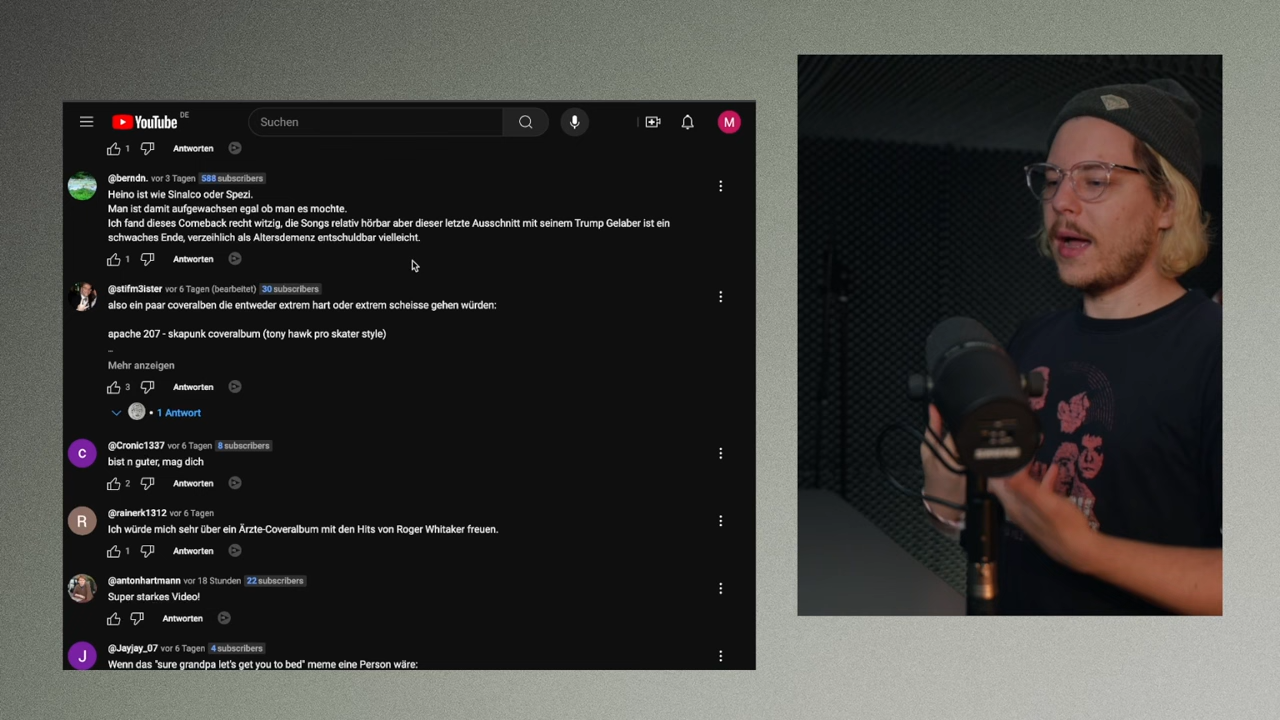 YouTube DE
Suchen
M
1 Antworten
@berndn. vor 3 Tagen 588 subscribers
Heino ist wie Sinalco oder Spezi.
Man ist damit aufgewachsen egal ob man es mochte.
Ich fand dieses Comeback recht witzig, die Songs relativ hörbar aber dieser letzte Ausschnitt mit seinem Trump Gelaber ist ein
schwaches Ende, verzeihlich als Altersdemenz entschuldbar vielleicht.
1 Antworten
@stifm3ister vor 6 Tagen (bearbeitet) 30 subscribers
also ein paar coveralben die entweder extrem hart oder extrem scheisse gehen würden:
apache 207 - skapunk coveralbum (tony hawk pro skater style)
...
Mehr anzeigen
3 Antworten
• 1 Antwort
C
@Cronic1337 vor 6 Tagen 8 subscribers
bist n guter, mag dich
2 Antworten
R
@rainerk1312 vor 6 Tagen
Ich würde mich sehr über ein Ärzte-Coveralbum mit den Hits von Roger Whitaker freuen.
1 Antworten
@antonhartmann vor 18 Stunden 22 subscribers
Super starkes Video!
Antworten
J
@Jayjay_07 vor 6 Tagen 4 subscribers
Wenn das "sure grandpa let's get you to bed" meme eine Person wäre: